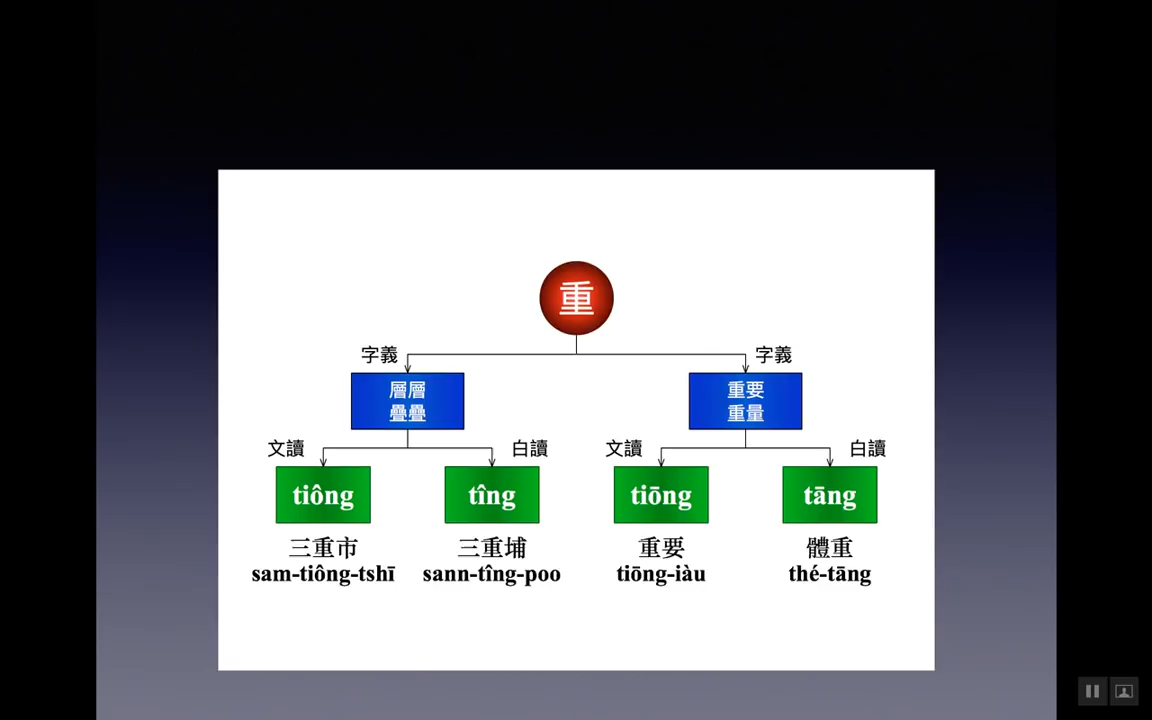 重
字義
字義
層層
疊疊
重要
重量
文讀
白讀
文讀
白讀
tiông
tîng
tiōng
tāng
三重市
三重埔
重要
體重
sam-tiông-tshī
sann-tîng-poo
tiōng-iàu
thé-tāng